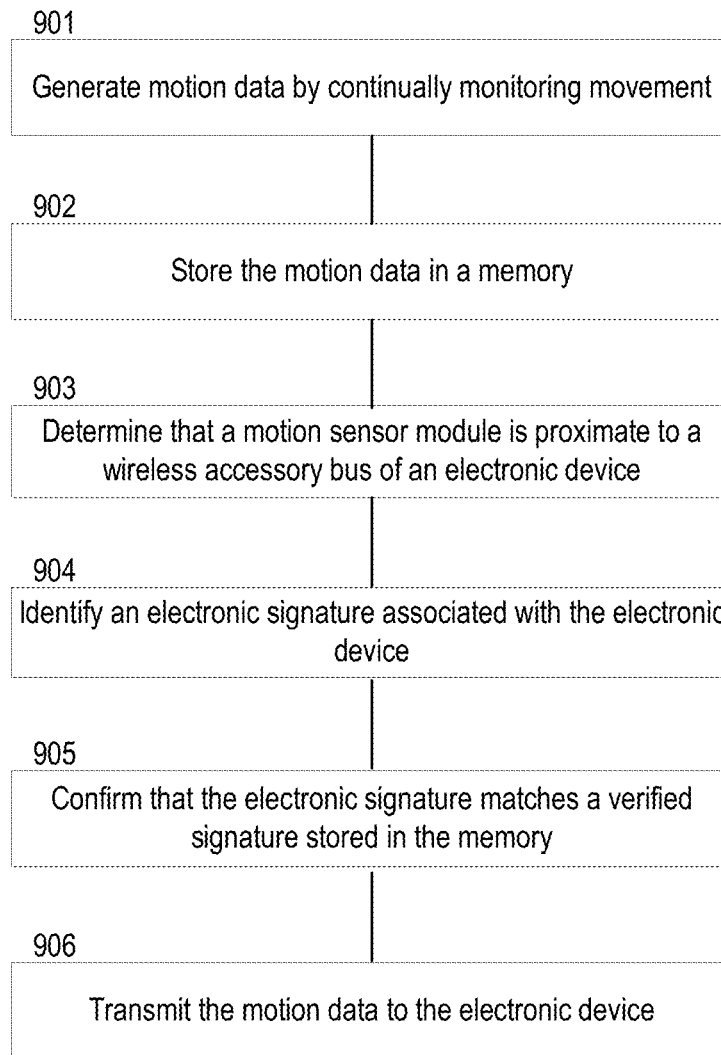 901
Generate motion data by continually monitoring movement
902
Store the motion data in a memory
903
Determine that a motion sensor module is proximate to a
wireless accessory bus of an electronic device
904
Identify an electronic signature associated with the electronic
device
905
Confirm that the electronic signature matches a verified
signature stored in the memory
906
Transmit the motion data to the electronic device